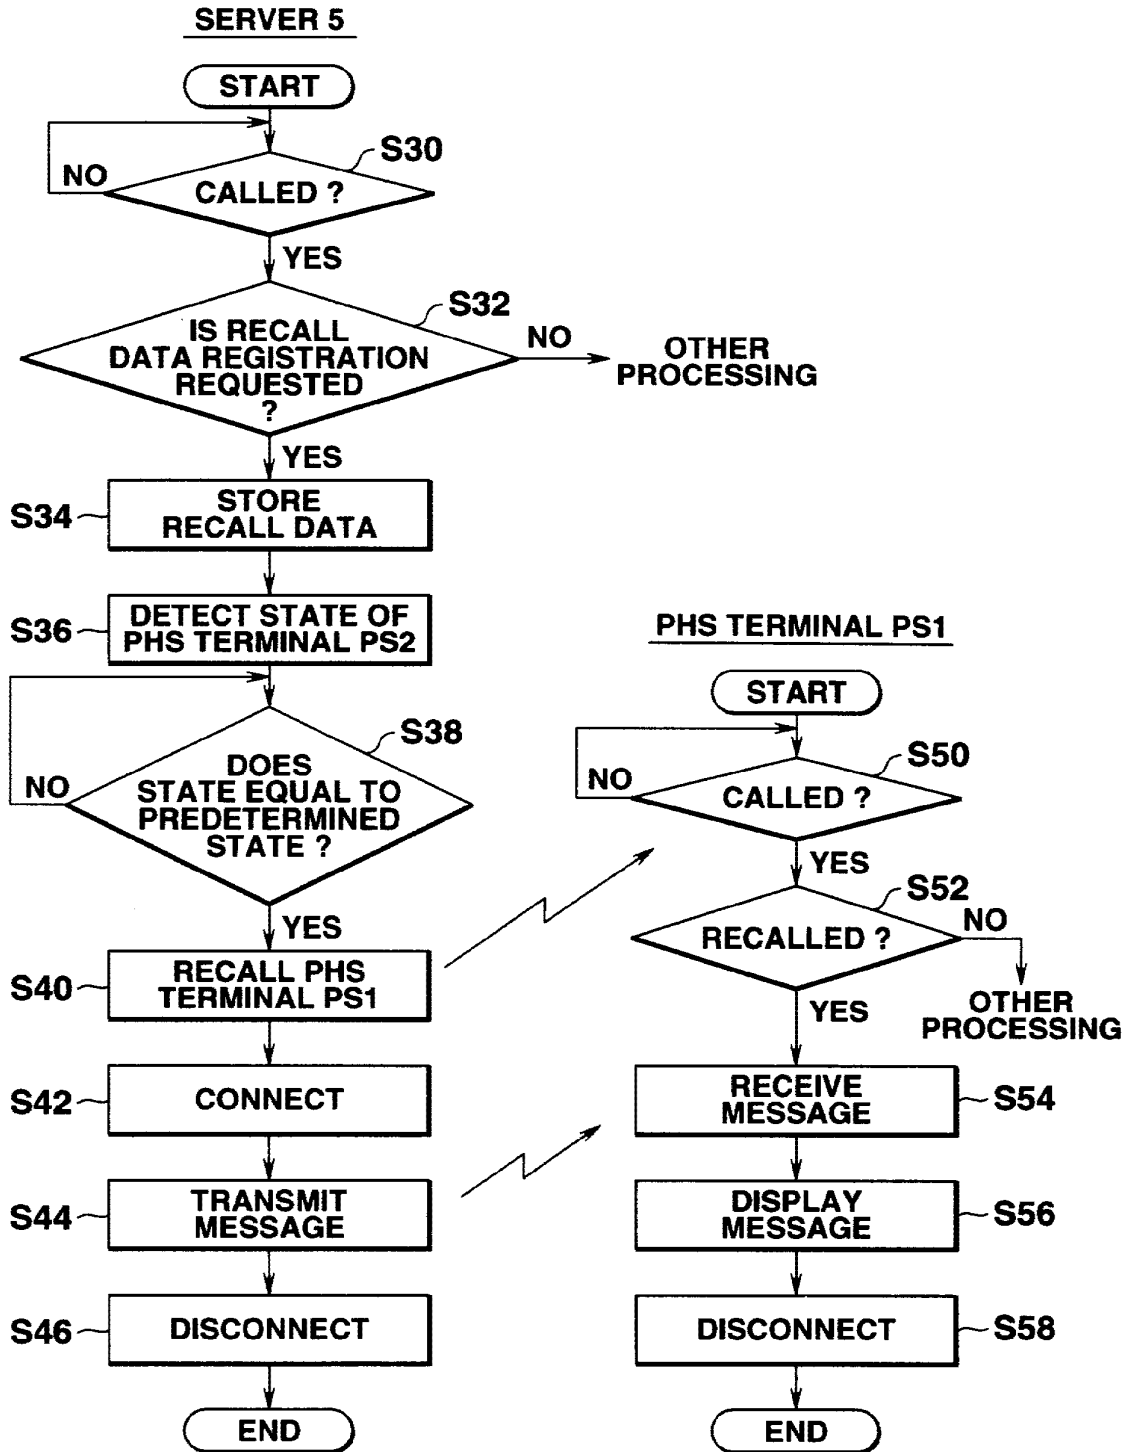 SERVER 5
START
S30
NO
CALLED ?
YES
S32
IS RECALL
DATA REGISTRATION
REQUESTED
?
NO
OTHER
PROCESSING
YES
S34
STORE
RECALL DATA
S36
DETECT STATE OF
PHS TERMINAL PS2
S38
NO
DOES
STATE EQUAL TO
PREDETERMINED
STATE ?
YES
S40
RECALL PHS
TERMINAL PS1
S42
CONNECT
S44
TRANSMIT
MESSAGE
S46
DISCONNECT
END
PHS TERMINAL PS1
START
S50
NO
CALLED ?
YES
S52
RECALLED ?
NO
OTHER
PROCESSING
YES
RECEIVE
MESSAGE
S54
DISPLAY
MESSAGE
S56
DISCONNECT
S58
END